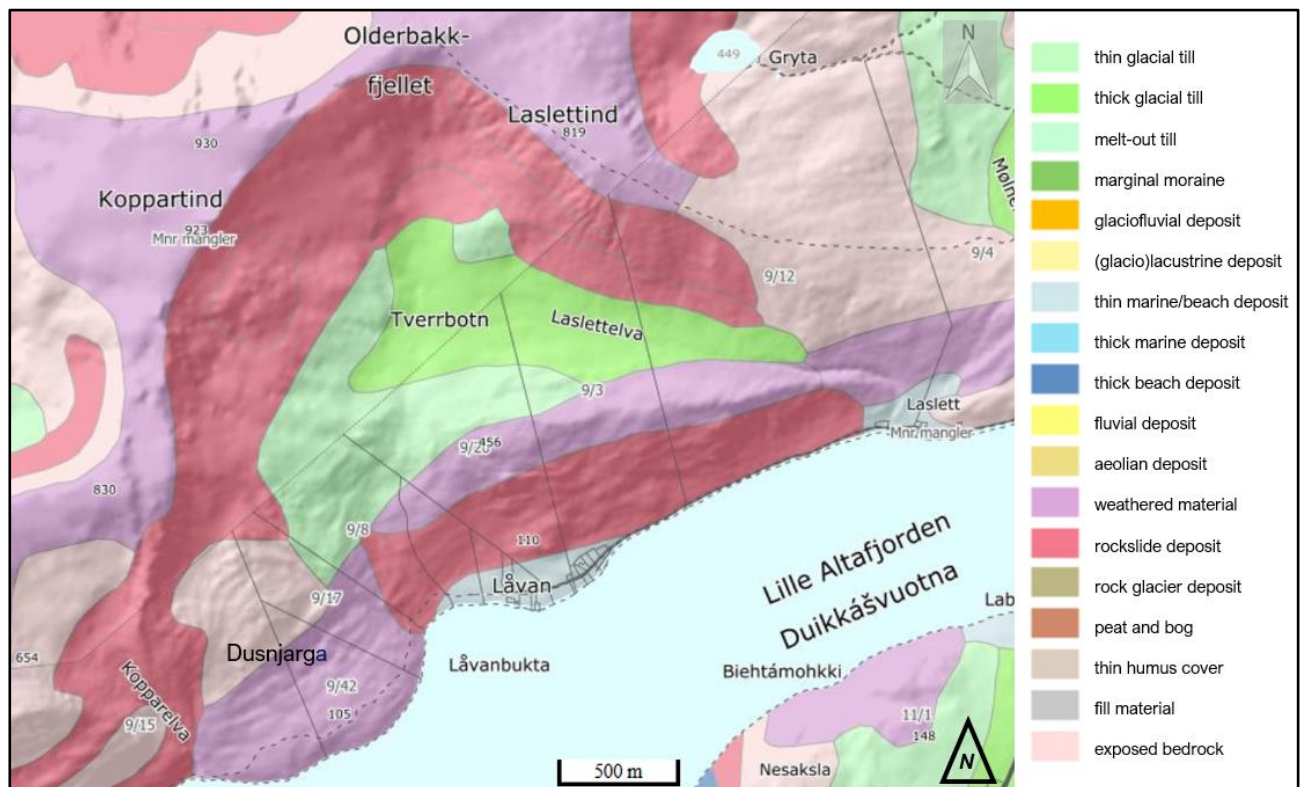 Olderbakk-
fjellet
449
Gryta
N
Laslettind
819
930
Koppartind
923
Mnr mangler
9/12
9/4
Tverrbotn
Laslettelva
9/3
Laslett
Mnr mangler
9/20
456
830
9/8
110
Låvan
9/17
Lille Altafjorden
Duikkášvuotna
Lab
654
Dusnjarga
Låvanbukta
Biehtámohkki
9/42
105
Kopparelva
9/15
11/1
148
Nesaksla
500 m
N
thin glacial till
thick glacial till
melt-out till
marginal moraine
glaciofluvial deposit
(glacio)lacustrine deposit
thin marine/beach deposit
thick marine deposit
thick beach deposit
fluvial deposit
aeolian deposit
weathered material
rockslide deposit
rock glacier deposit
peat and bog
thin humus cover
fill material
exposed bedrock